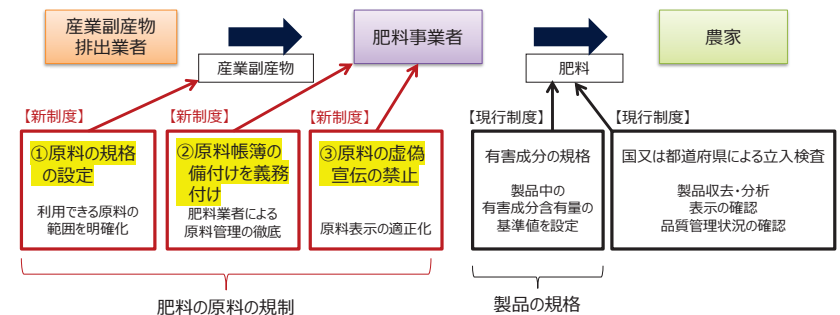 産業副産物
排出業者
産業副産物
肥料事業者
肥料
農家
【新制度】
①原料の規格
の設定
利用できる原料の
範囲を明確化
【新制度】
②原料帳簿の
備付けを義務
付け
肥料業者による
原料管理の徹底
【新制度】
③原料の虚偽
宣伝の禁止
原料表示の適正化
【現行制度】
有害成分の規格
製品中の
有害成分含有量の
基準値を設定
【現行制度】
国又は都道府県による立入検査
製品収去・分析
表示の確認
品質管理状況の確認
肥料の原料の規制
製品の規格